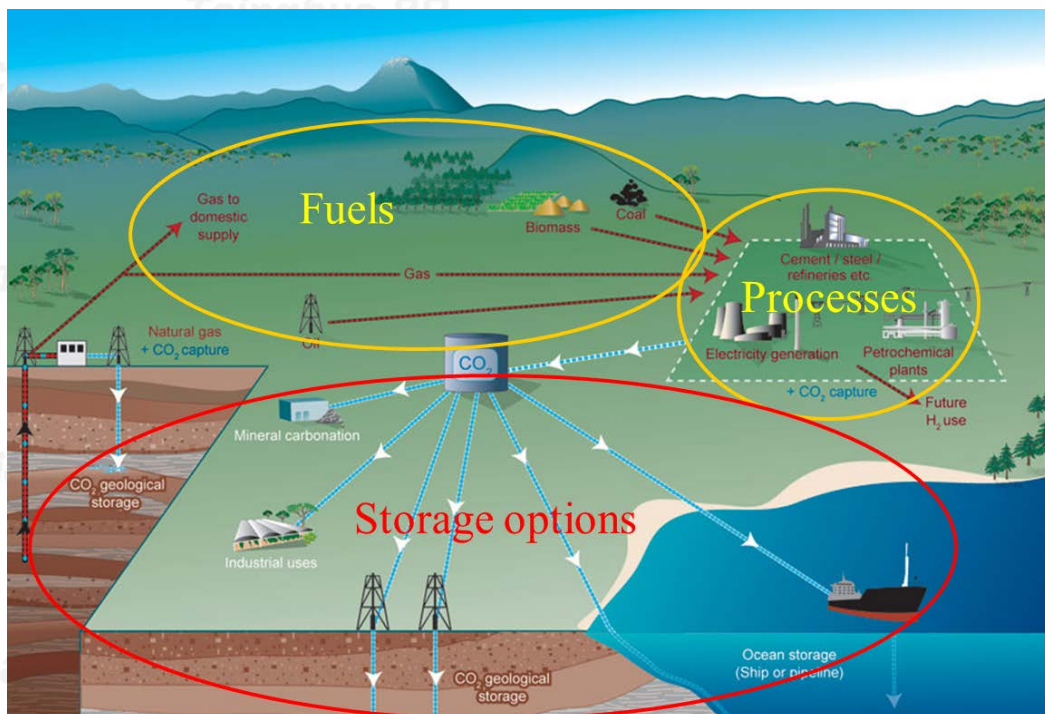 Tsinghua PP
Fuels
Gas to
domestic
supply
Biomass
Coal
Gas
Cement / steel /
refineries etc
Processes
Oil
Natural gas
+ CO₂ capture
CO₂
Electricity generation
Petrochemical
plants
+ CO₂ capture
Future
H₂ use
Mineral carbonation
CO₂ geological
storage
Storage options
Industrial uses
Ocean storage
(Ship or pipeline)
CO₂ geological
storage